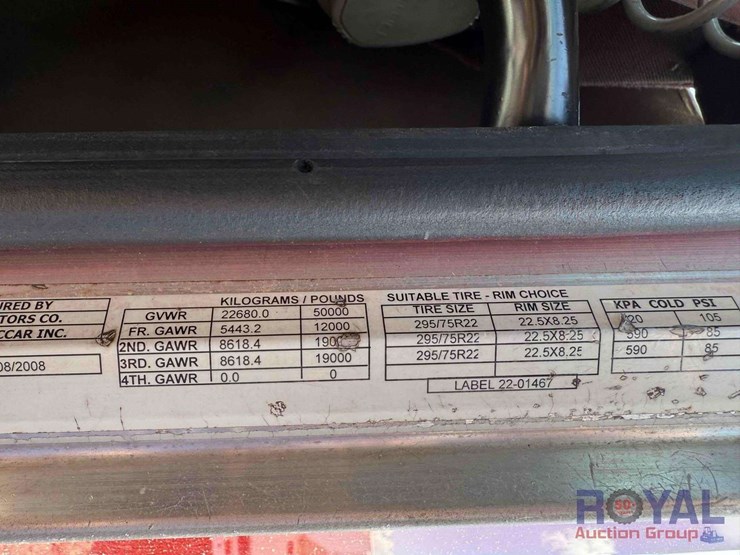 URED BY
TORS CO.
CCAR INC.
08/2008
KILOGRAMS / POUNDS
GVWR 22680.0 50000
FR. GAWR 5443.2 12000
2ND. GAWR 8618.4
3RD. GAWR 8618.4 19000
4TH. GAWR 0.0 0
SUITABLE TIRE - RIM CHOICE
TIRE SIZE RIM SIZE
295/75R22 22.5X8.25
295/75R22 22.5X8.25
295/75R22 22.5X8.25
LABEL 22-01467
KPA COLD PSI
105
590 85
590 85
ROYAL
Auction Group